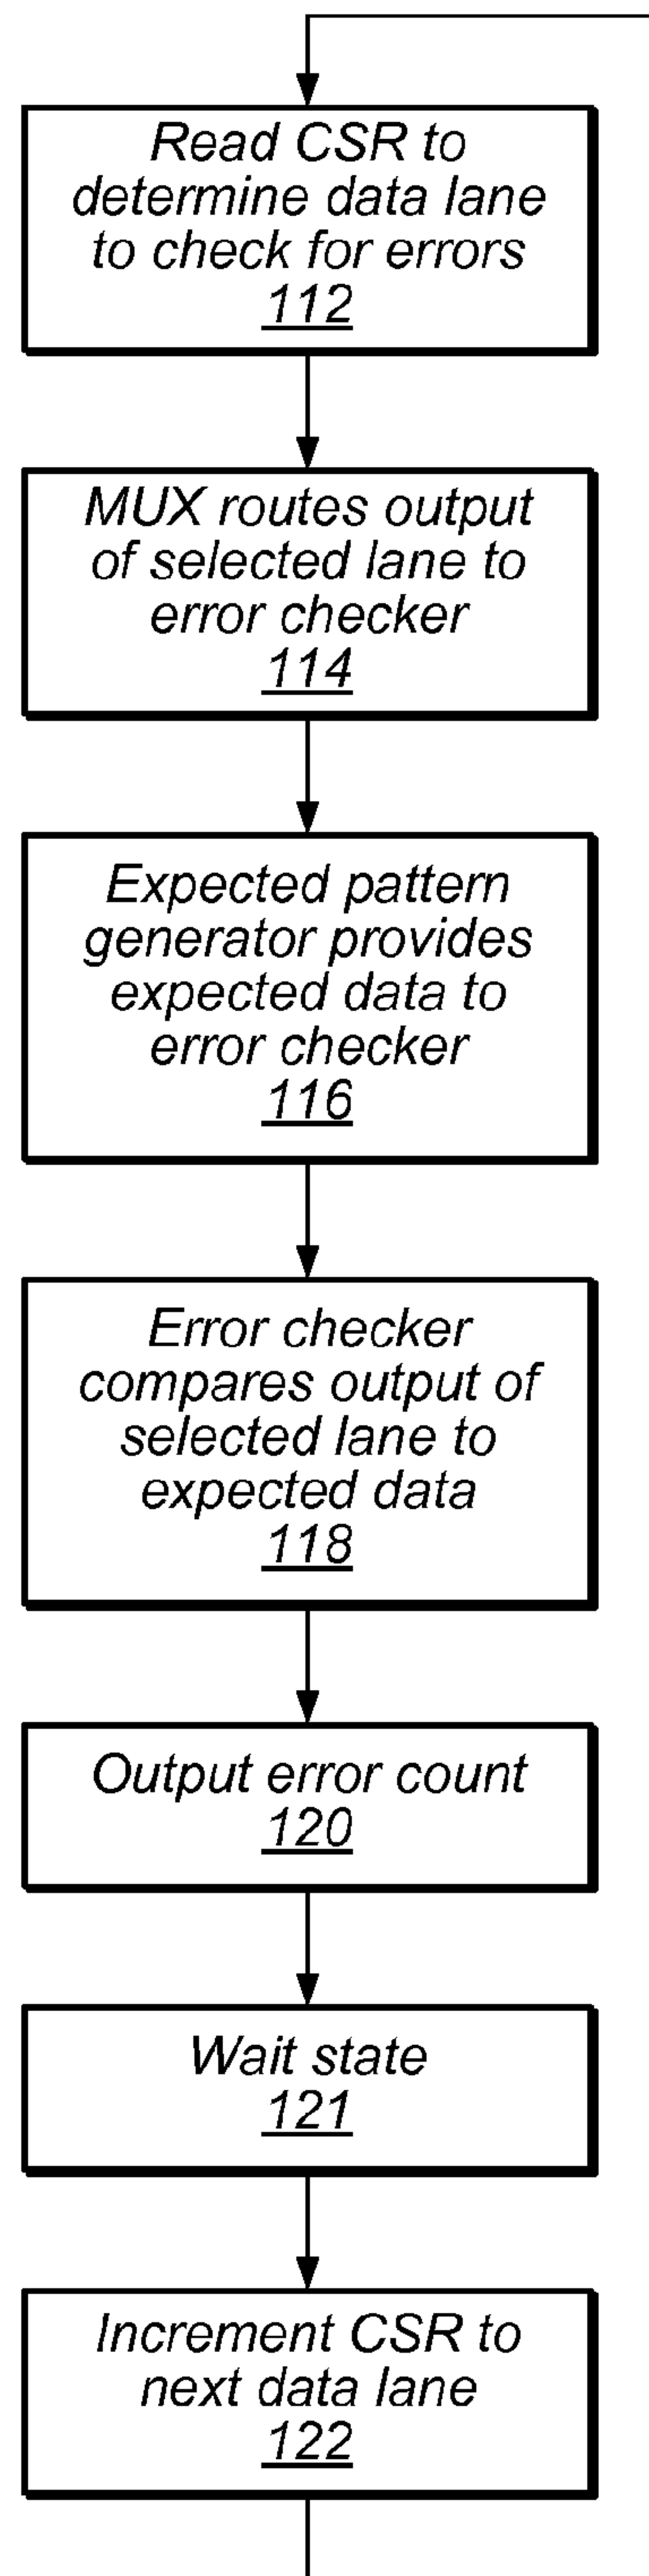 Read CSR to
determine data lane
to check for errors
112
MUX routes output
of selected lane to
error checker
114
Expected pattern
generator provides
expected data to
error checker
116
Error checker
compares output of
selected lane to
expected data
118
Output error count
120
Wait state
121
Increment CSR to
next data lane
122